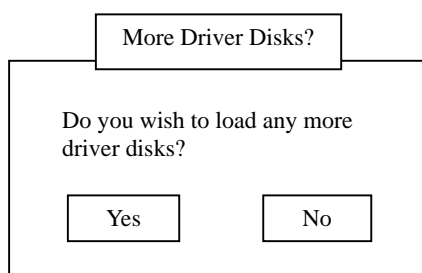 More Driver Disks?
Do you wish to load any more
driver disks?
Yes
No